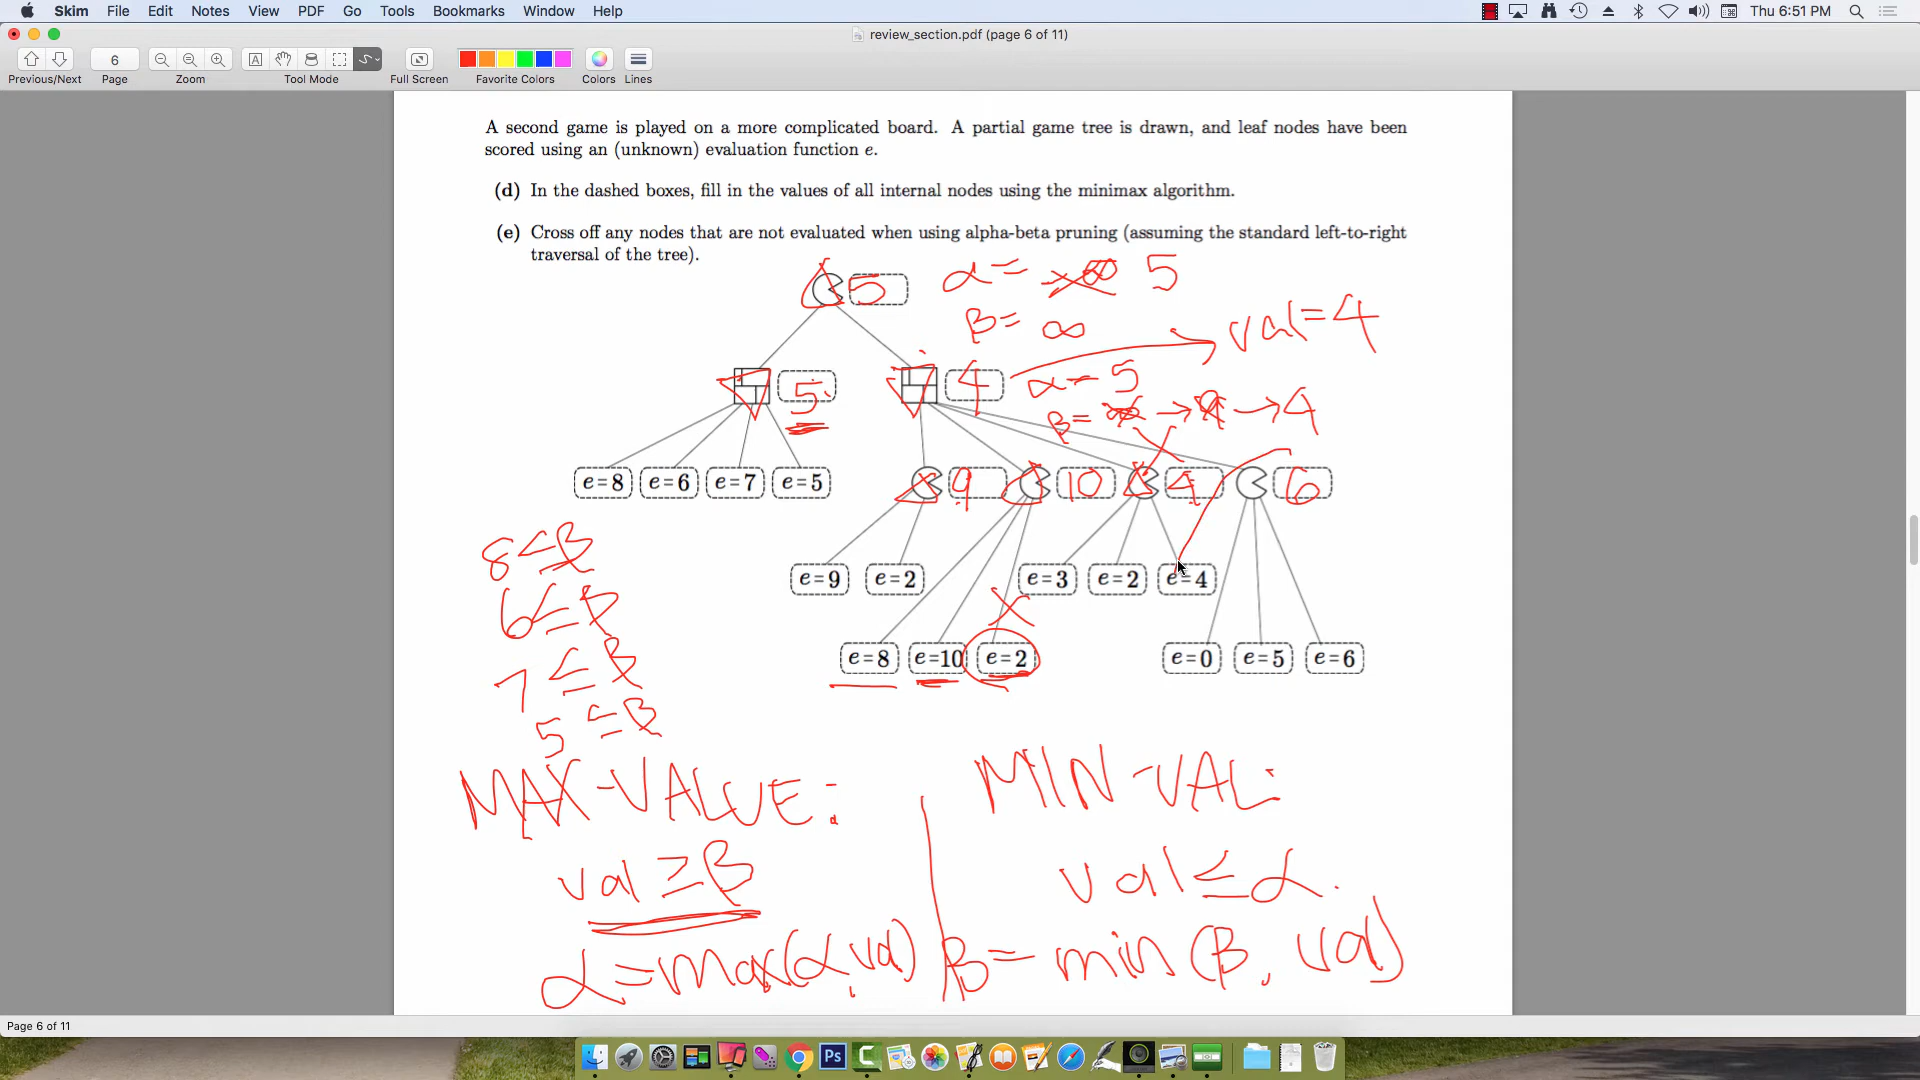 Skim File Edit Notes View PDF Go Tools Bookmarks Window Help Thu 6:51 PM
review_section.pdf (page 6 of 11)
6
Previous/Next Page Zoom Tool Mode Full Screen Favorite Colors Colors Lines
A second game is played on a more complicated board. A partial game tree is drawn, and leaf nodes have been
scored using an (unknown) evaluation function e.
(d) In the dashed boxes, fill in the values of all internal nodes using the minimax algorithm.
(e) Cross off any nodes that are not evaluated when using alpha-beta pruning (assuming the standard left-to-right
traversal of the tree).
5 α= -∞ 5
β= ∞ val=4
5 4 α= 5
β= ∞ → 9 → 4
e=8 e=6 e=7 e=5 9 10 4 6
8≤β
e=9 e=2 e=3 e=2 e=4
6≤β
e=8 e=10 e=2 e=0 e=5 e=6
7≤β
5≤β
MAX-VALUE: MIN-VAL:
val ≥β val≤α.
α=max(α,val) β= min(β, val)
Page 6 of 11
Ps